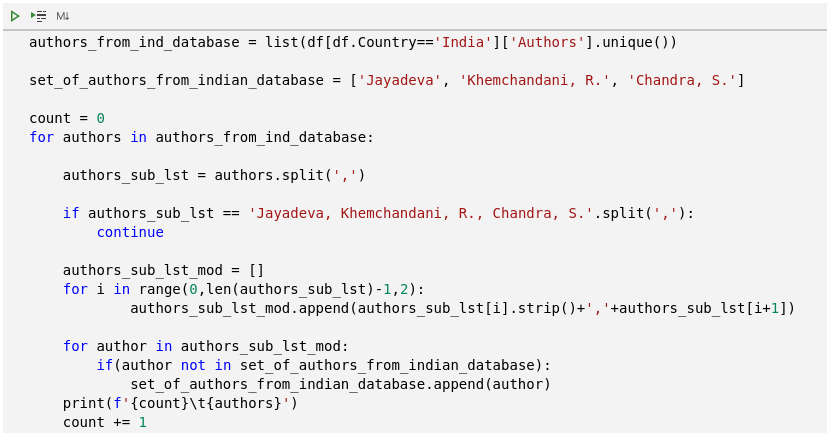 M↓
authors_from_ind_database = list(df[df.Country=='India']['Authors'].unique())
set_of_authors_from_indian_database = ['Jayadeva', 'Khemchandani, R.', 'Chandra, S.']
count = 0
for authors in authors_from_ind_database:
    authors_sub_lst = authors.split(',')
    if authors_sub_lst == 'Jayadeva, Khemchandani, R., Chandra, S.'.split(','):
        continue
    authors_sub_lst_mod = []
    for i in range(0,len(authors_sub_lst)-1,2):
            authors_sub_lst_mod.append(authors_sub_lst[i].strip()+','+authors_sub_lst[i+1])
    for author in authors_sub_lst_mod:
        if(author not in set_of_authors_from_indian_database):
            set_of_authors_from_indian_database.append(author)
    print(f'{count}\t{authors}')
    count += 1